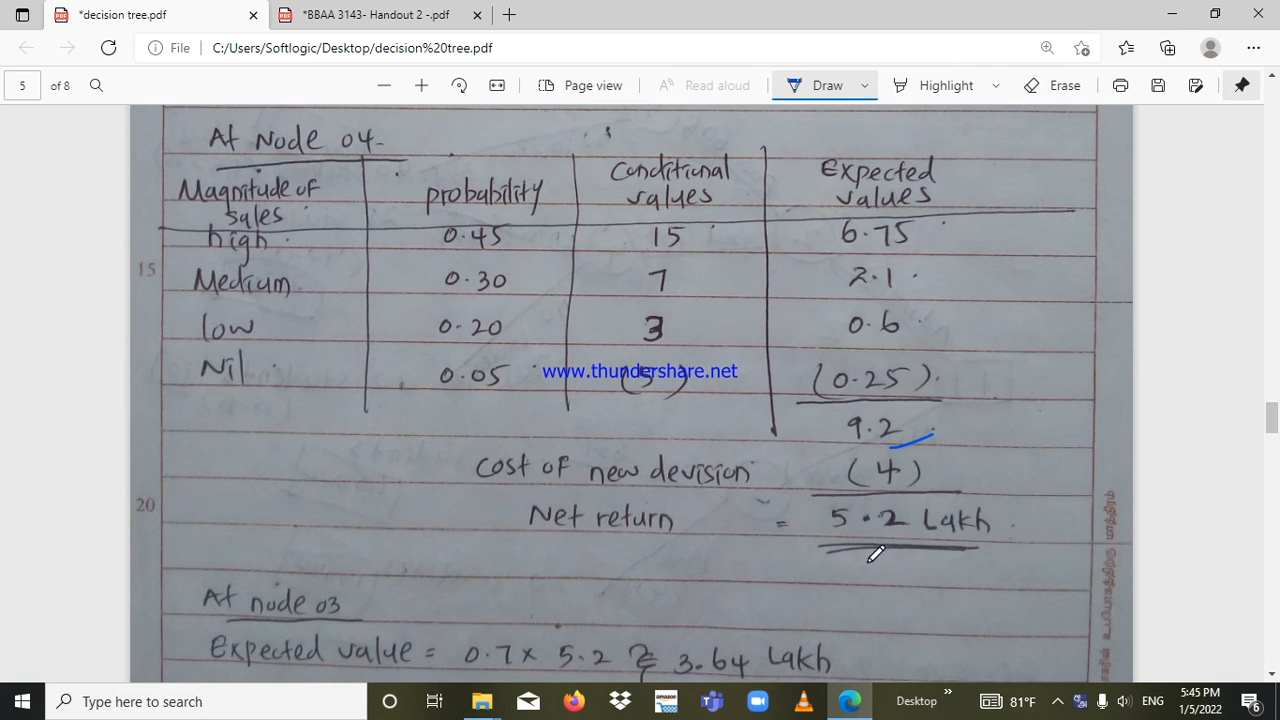 *decision tree.pdf
*BBAA 3143- Handout 2 -.pdf
File
C:/Users/Softlogic/Desktop/decision%20tree.pdf
5 of 8
Page view
Read aloud
Draw
Highlight
Erase
At Node 04
Magnitude of sales probability Conditional values Expected values
high 0.45 15 6.75
15
Medium 0.30 7 2.1
low 0.20 3 0.6
Nil 0.05 (5) (0.25)
www.thundershare.net
9.2
Cost of new devision (4)
20
Net return = 5.2 Lakh
At node 03
Expected value = 0.7 x 5.2 = 3.64 Lakh
Type here to search
Desktop
81°F
ENG
5:45 PM
1/5/2022
6